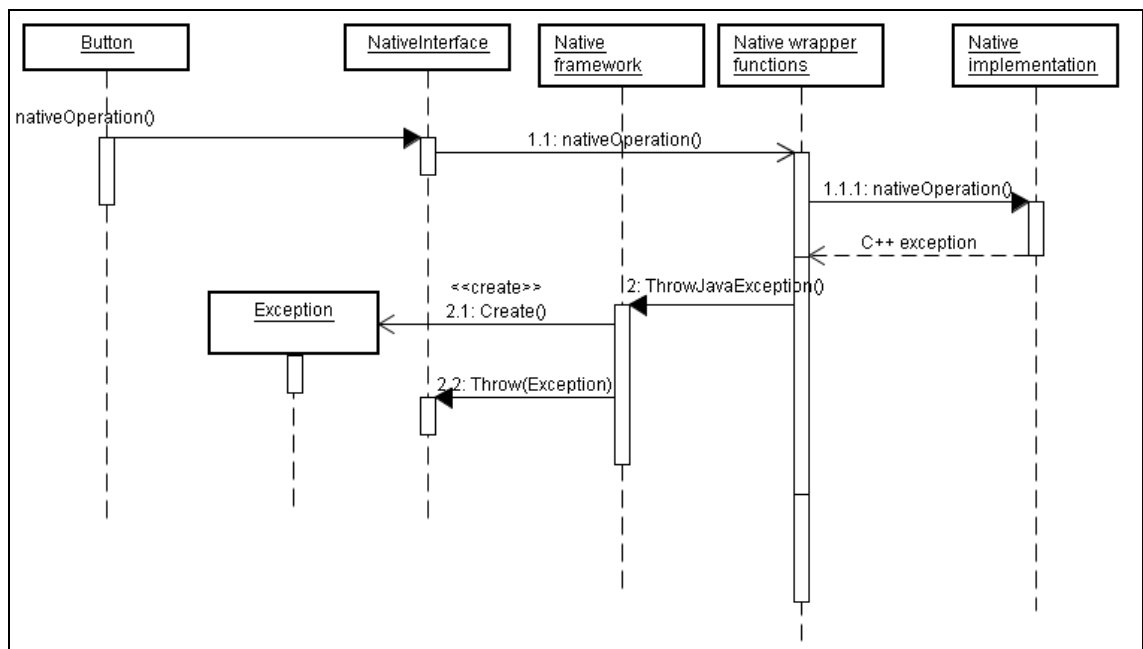 Button
NativeInterface
Native
framework
Native wrapper
functions
Native
implementation
nativeOperation()
1.1: nativeOperation()
1.1.1: nativeOperation()
C++ exception
2: ThrowJavaException()
<<create>>
2.1: Create()
Exception
2.2: Throw(Exception)